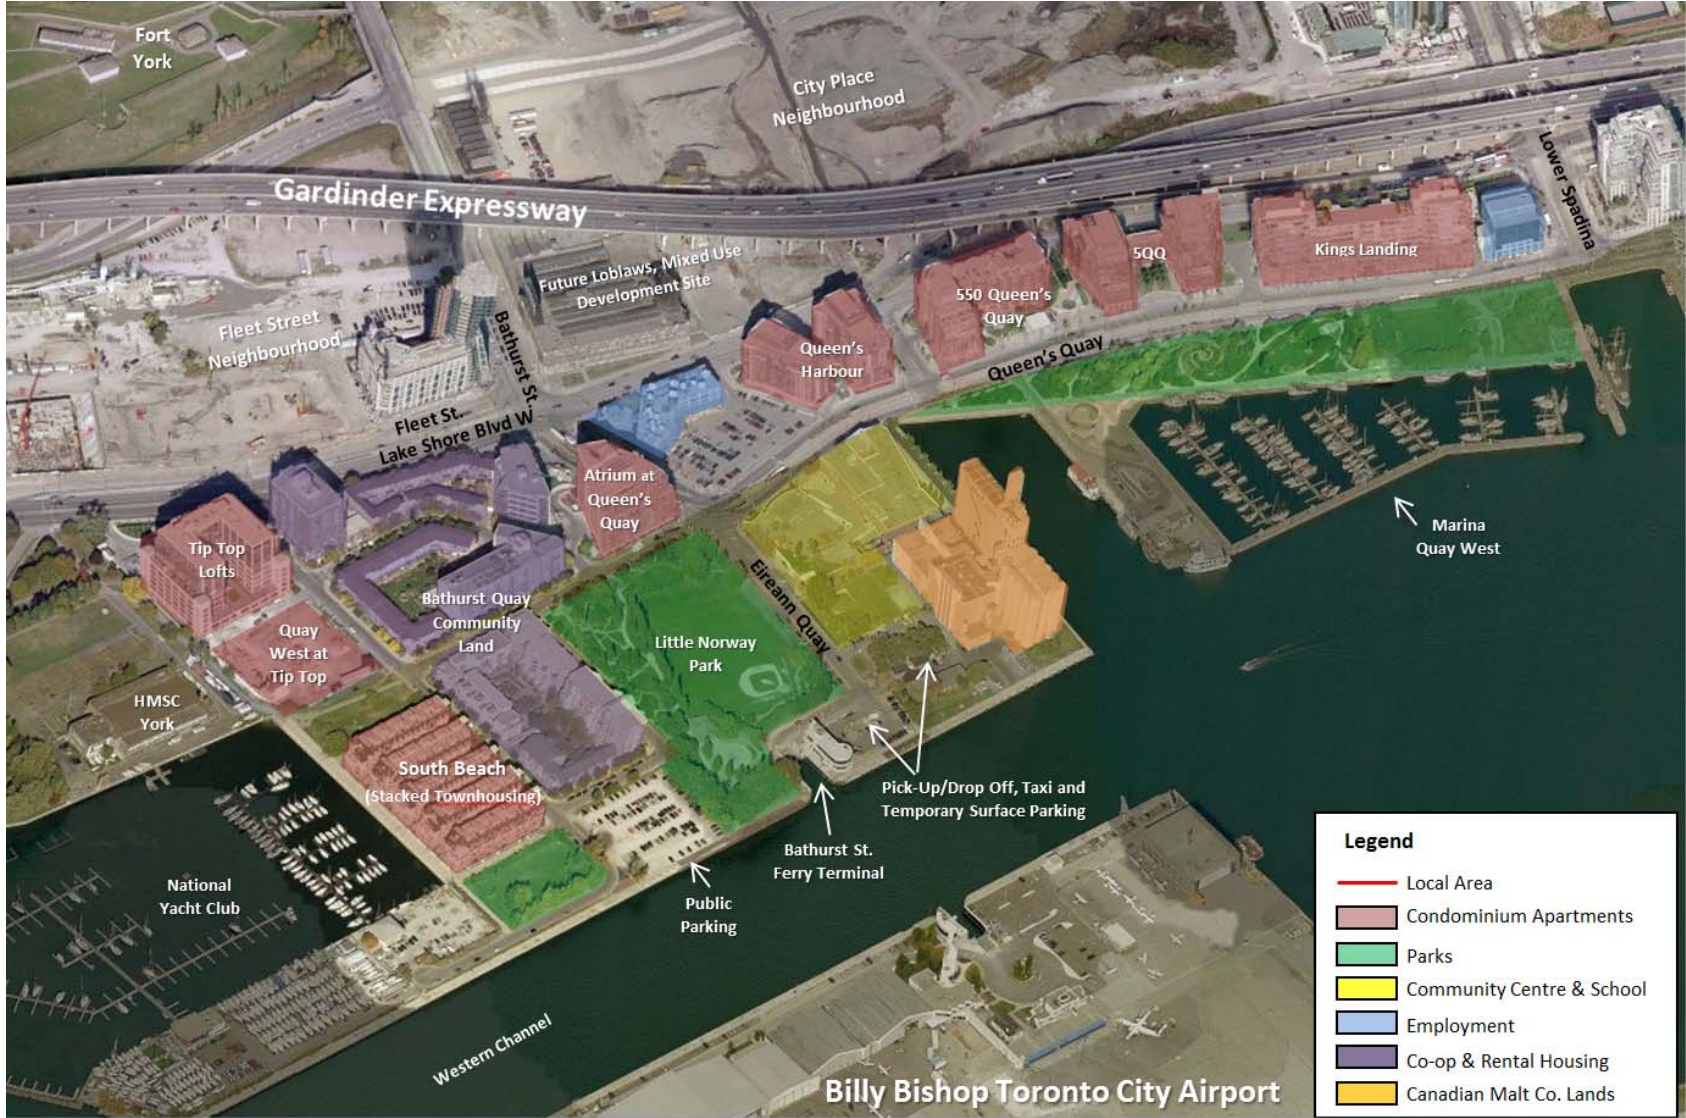 Fort
York
City Place
Neighbourhood
Lower Spadina
Gardinder Expressway
Kings Landing
5QQ
Future Loblaws, Mixed Use
Development Site
550 Queen's
Quay
Fleet Street
Neighbourhood
Bathurst St.
Queen's
Harbour
Queen's Quay
Fleet St.
Lake Shore Blvd W
Atrium at
Queen's
Quay
Marina
Quay West
Tip Top
Lofts
Eireann Quay
Bathurst Quay
Community
Land
Quay
West at
Tip Top
Little Norway
Park
HMSC
York
South Beach
(Stacked Townhousing)
Pick-Up/Drop Off, Taxi and
Temporary Surface Parking
Bathurst St.
Ferry Terminal
National
Yacht Club
Public
Parking
Western Channel
Billy Bishop Toronto City Airport
Legend
Local Area
Condominium Apartments
Parks
Community Centre & School
Employment
Co-op & Rental Housing
Canadian Malt Co. Lands